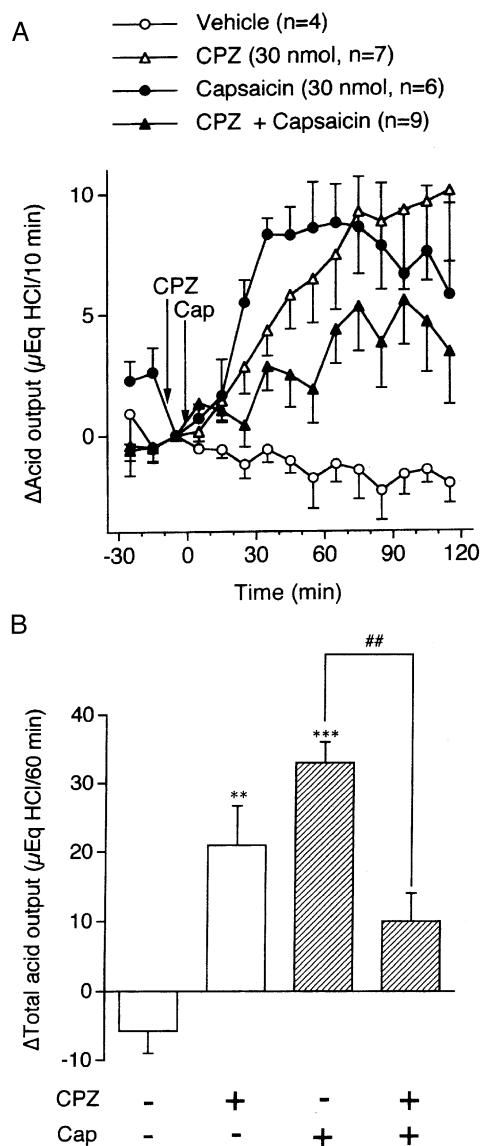 A
Vehicle (n=4)
CPZ (30 nmol, n=7)
Capsaicin (30 nmol, n=6)
CPZ + Capsaicin (n=9)
ΔAcid output (µEq HCl/10 min)
10
5
0
CPZ
Cap
-30 0 30 60 90 120
Time (min)
B
ΔTotal acid output (µEq HCl/60 min)
40
30
20
10
0
-10
##
**
***
CPZ - + - +
Cap - - + +